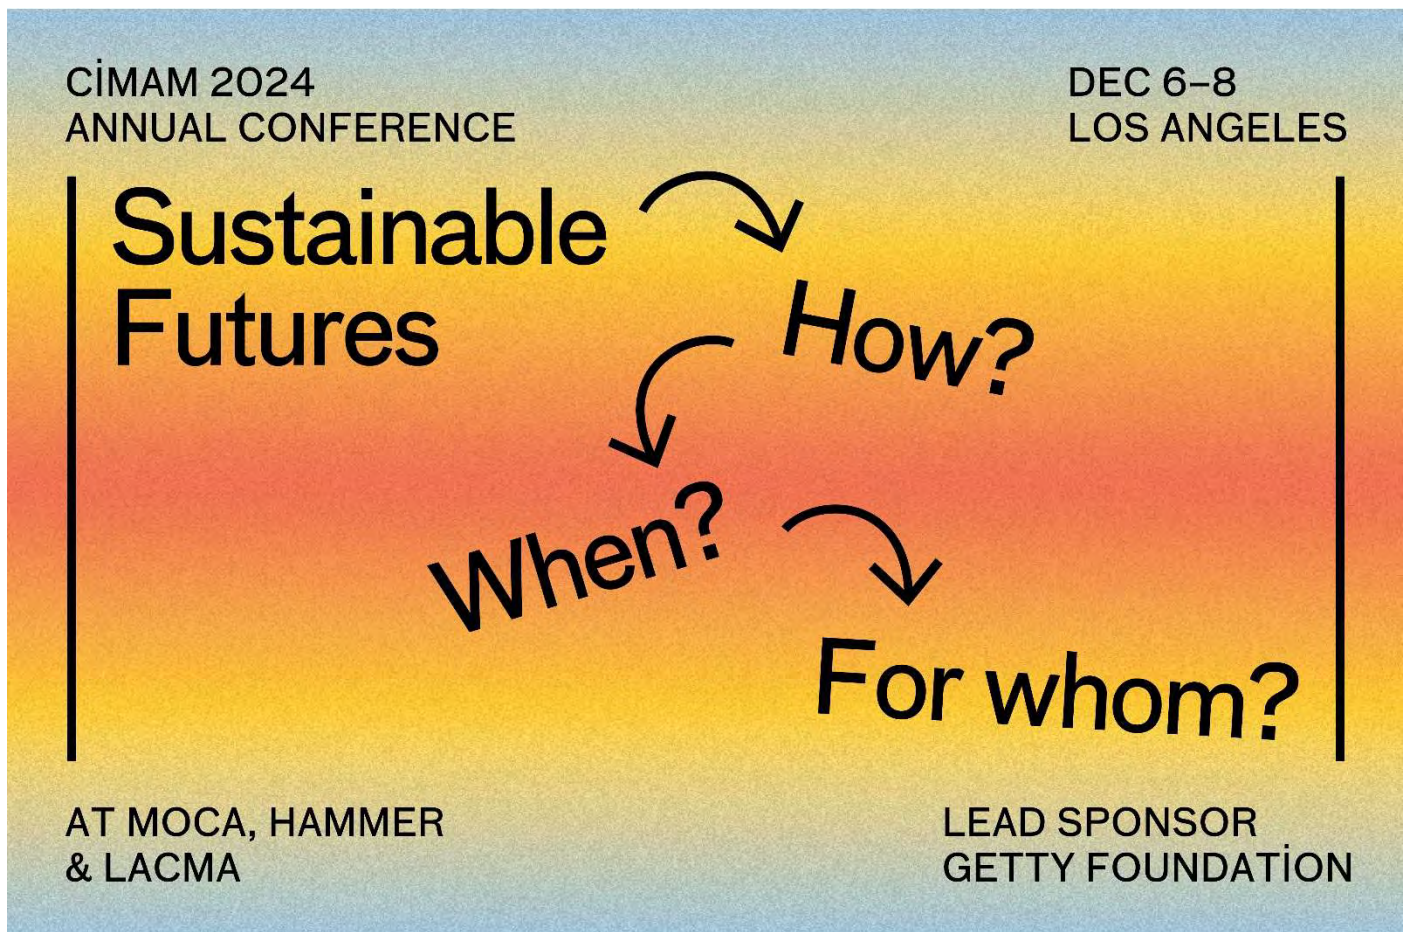 CİMAM 2024
ANNUAL CONFERENCE
DEC 6–8
LOS ANGELES
Sustainable
Futures
How?
When?
For whom?
AT MOCA, HAMMER
& LACMA
LEAD SPONSOR
GETTY FOUNDATİON